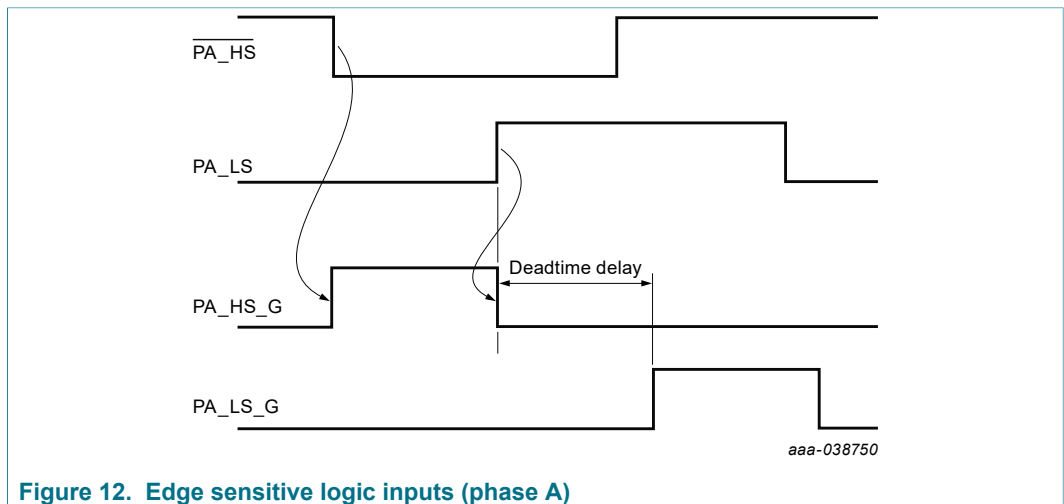 PA_HS
PA_LS
Deadtime delay
PA_HS_G
PA_LS_G
aaa-038750
Figure 12. Edge sensitive logic inputs (phase A)